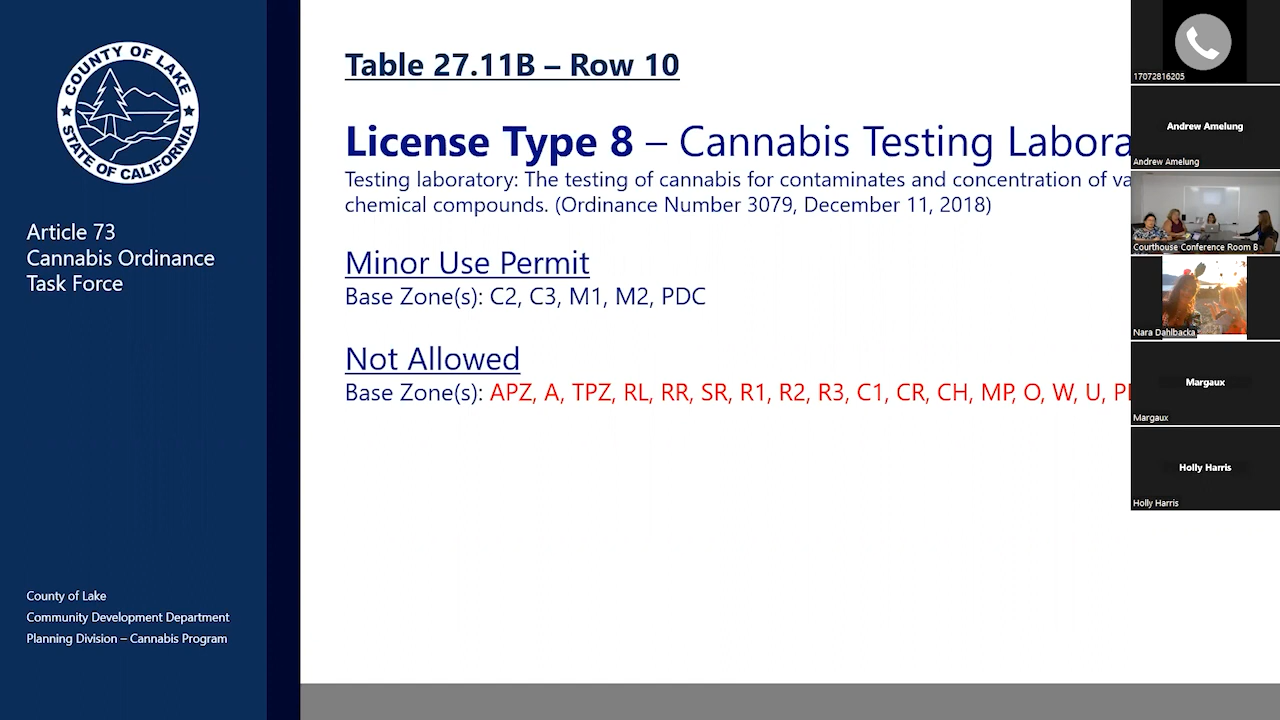 COUNTY OF LAKE
STATE OF CALIFORNIA
Article 73
Cannabis Ordinance
Task Force
County of Lake
Community Development Department
Planning Division – Cannabis Program
Table 27.11B – Row 10
License Type 8 – Cannabis Testing
Testing laboratory: The testing of cannabis for contaminates and concentration of
chemical compounds. (Ordinance Number 3079, December 11, 2018)
Minor Use Permit
Base Zone(s): C2, C3, M1, M2, PDC
Not Allowed
Base Zone(s): APZ, A, TPZ, RL, RR, SR, R1, R2, R3, C1, CR, CH, MP, O, W, U,
17072816205
Andrew Amelung
Andrew Amelung
Courthouse Conference Room B
Nara Dahlbacka
Margaux
Margaux
Holly Harris
Holly Harris